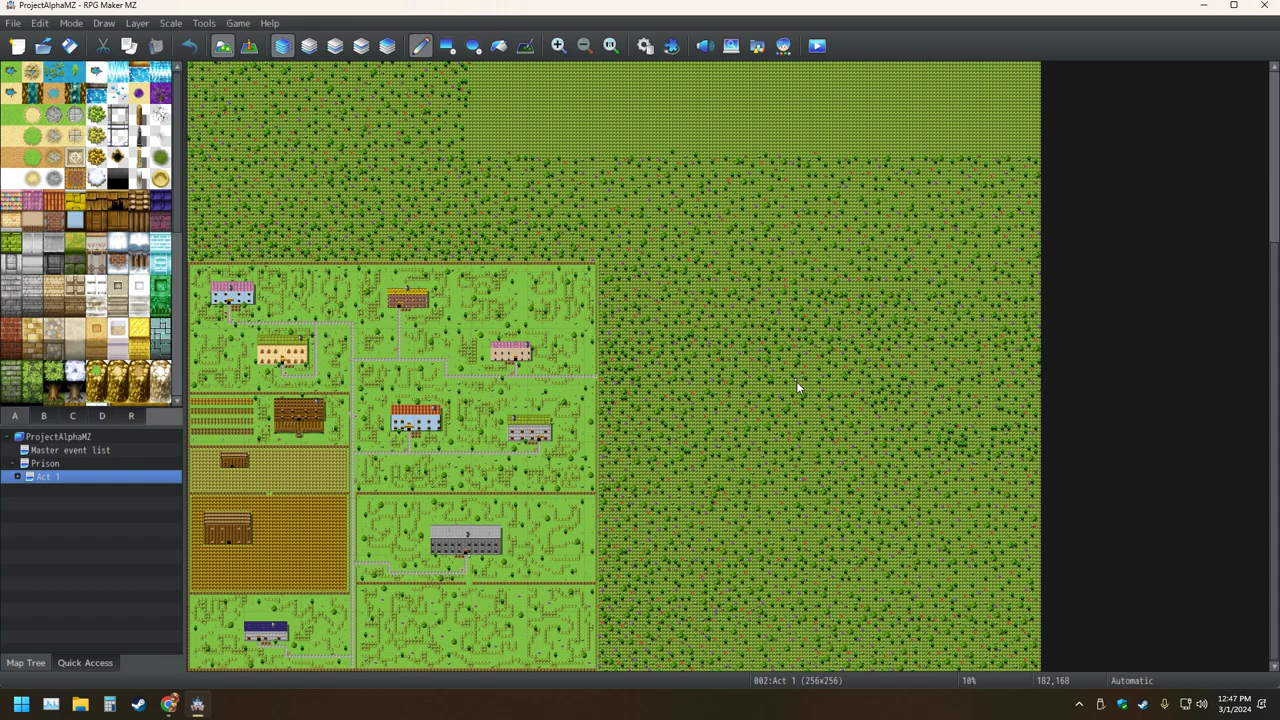 ProjectAlphaMZ - RPG Maker MZ
File Edit Mode Draw Layer Scale Tools Game Help
A B C D R
ProjectAlphaMZ
Master event list
Prison
Act 1
Map Tree Quick Access
002:Act 1 (256x256) 10% 182,168 Automatic
12:47 PM
3/1/2024